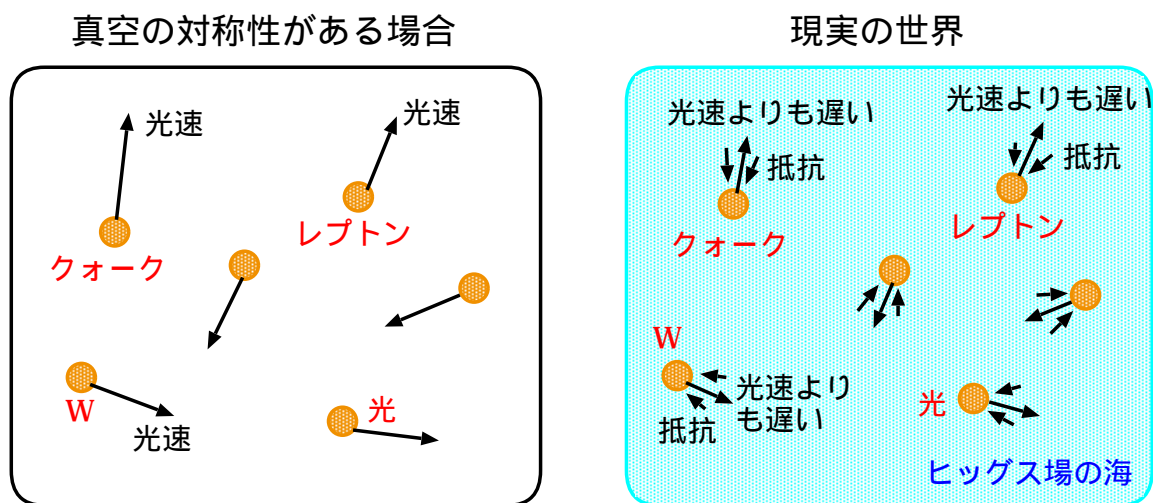 真空の対称性がある場合
光速
光速
レプトン
クォーク
W
光速
光
現実の世界
光速よりも遅い
光速よりも遅い
抵抗
抵抗
クォーク
レプトン
W
光速より
も遅い
抵抗
光
ヒッグス場の海